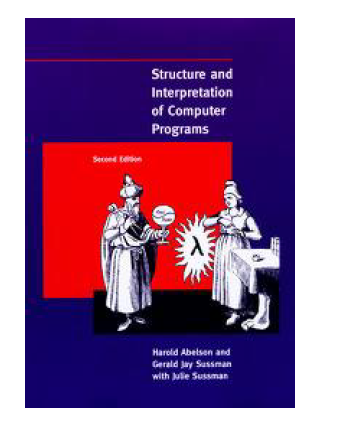 Structure and
Interpretation
of Computer
Programs
Second Edition
λ
Harold Abelson and
Gerald Jay Sussman
with Julie Sussman